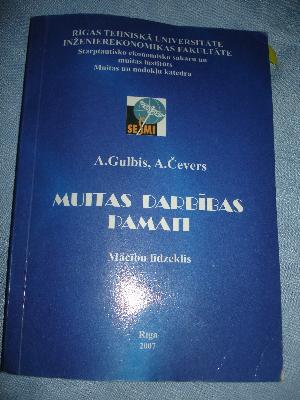 RĪGAS TEHNISKĀ UNIVERSITĀTE
INŽENIEREKONOMIKAS FAKULTĀTE
Starptautisko ekonomisko sakaru un
muitas institūts
Muitas un nodokļu katedra
SESMI
A.Gulbis, A.Čevers
MUITAS DARBĪBAS
PAMATI
Mācību līdzeklis
Rīga
2007